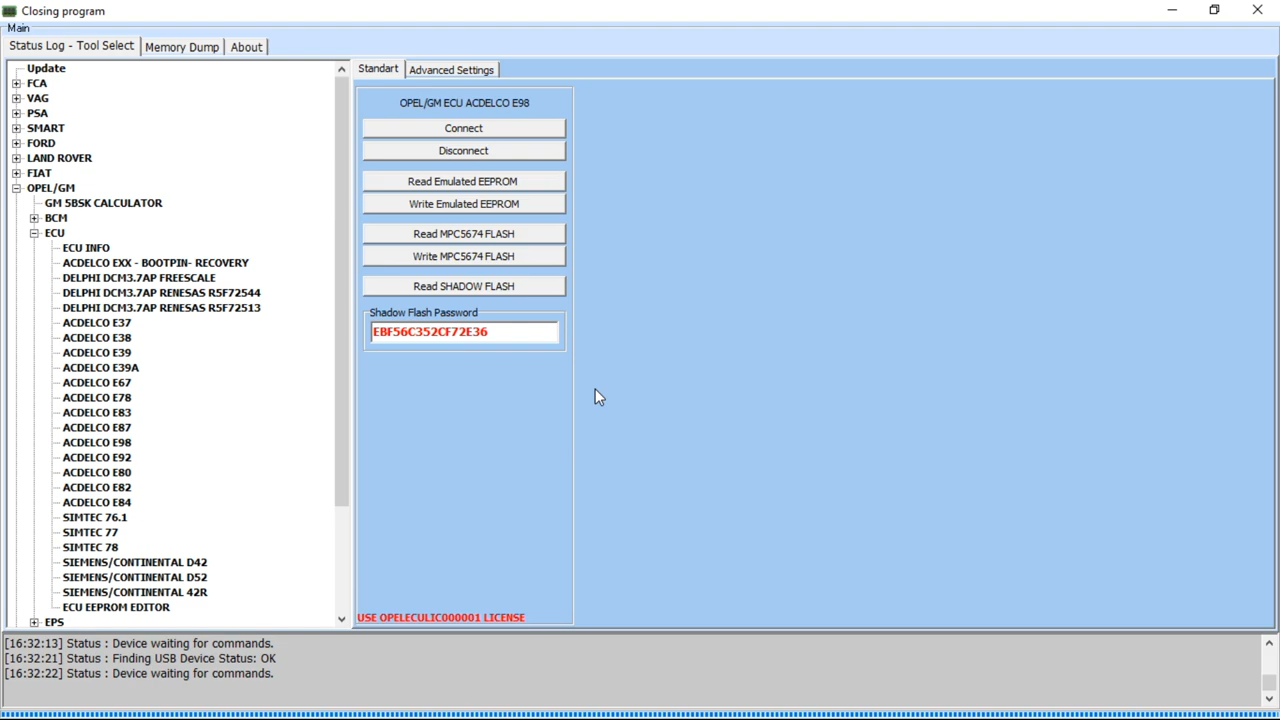 Closing program
Main
Status Log - Tool Select
Memory Dump
About
Update
FCA
VAG
PSA
SMART
FORD
LAND ROVER
FIAT
OPEL/GM
GM 5BSK CALCULATOR
BCM
ECU
ECU INFO
ACDELCO EXX - BOOTPIN- RECOVERY
DELPHI DCM3.7AP FREESCALE
DELPHI DCM3.7AP RENESAS R5F72544
DELPHI DCM3.7AP RENESAS R5F72513
ACDELCO E37
ACDELCO E38
ACDELCO E39
ACDELCO E39A
ACDELCO E67
ACDELCO E78
ACDELCO E83
ACDELCO E87
ACDELCO E98
ACDELCO E92
ACDELCO E80
ACDELCO E82
ACDELCO E84
SIMTEC 76.1
SIMTEC 77
SIMTEC 78
SIEMENS/CONTINENTAL D42
SIEMENS/CONTINENTAL D52
SIEMENS/CONTINENTAL 42R
ECU EEPROM EDITOR
EPS
Standart
Advanced Settings
OPEL/GM ECU ACDELCO E98
Connect
Disconnect
Read Emulated EEPROM
Write Emulated EEPROM
Read MPC5674 FLASH
Write MPC5674 FLASH
Read SHADOW FLASH
Shadow Flash Password
EBF56C352CF72E36
USE OPELECULIC000001 LICENSE
[16:32:13] Status : Device waiting for commands.
[16:32:21] Status : Finding USB Device Status: OK
[16:32:22] Status : Device waiting for commands.